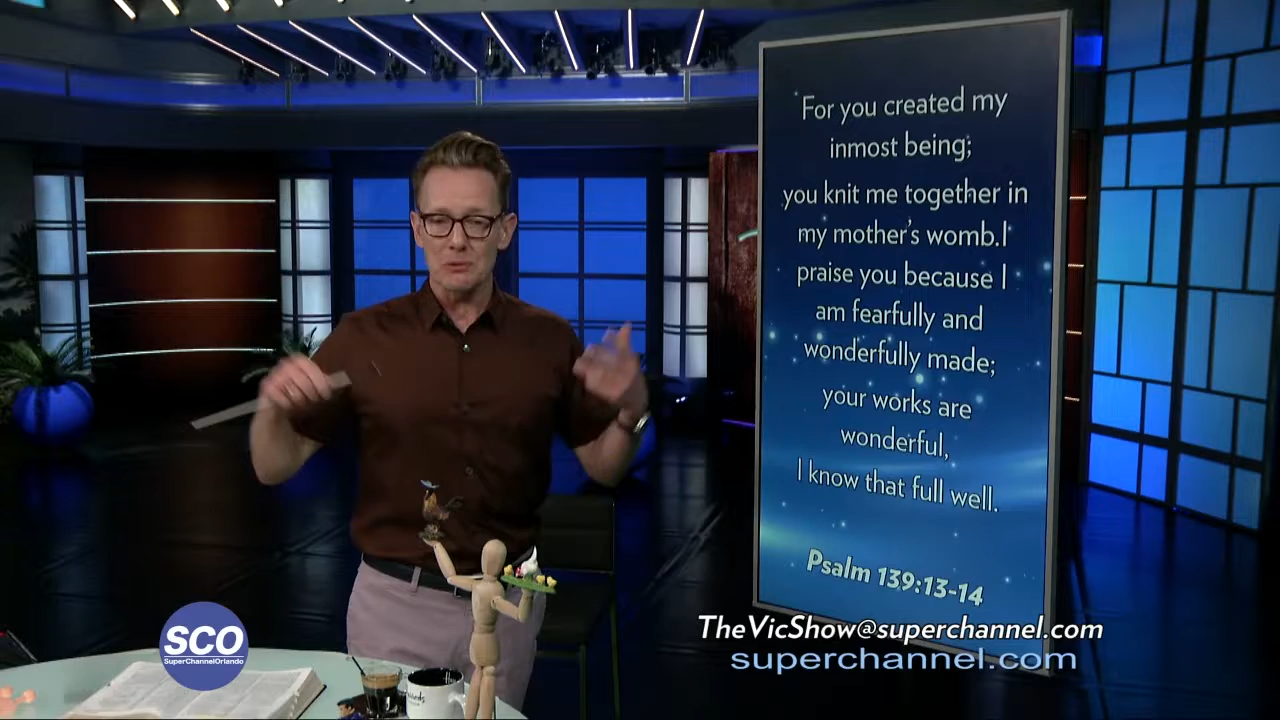 For you created my
inmost being;
you knit me together in
my mother's womb.I
praise you because I
am fearfully and
wonderfully made;
your works are
wonderful,
I know that full well.
Psalm 139:13-14
TheVicShow@superchannel.com
superchannel.com
SCO
SuperChannelOrlando